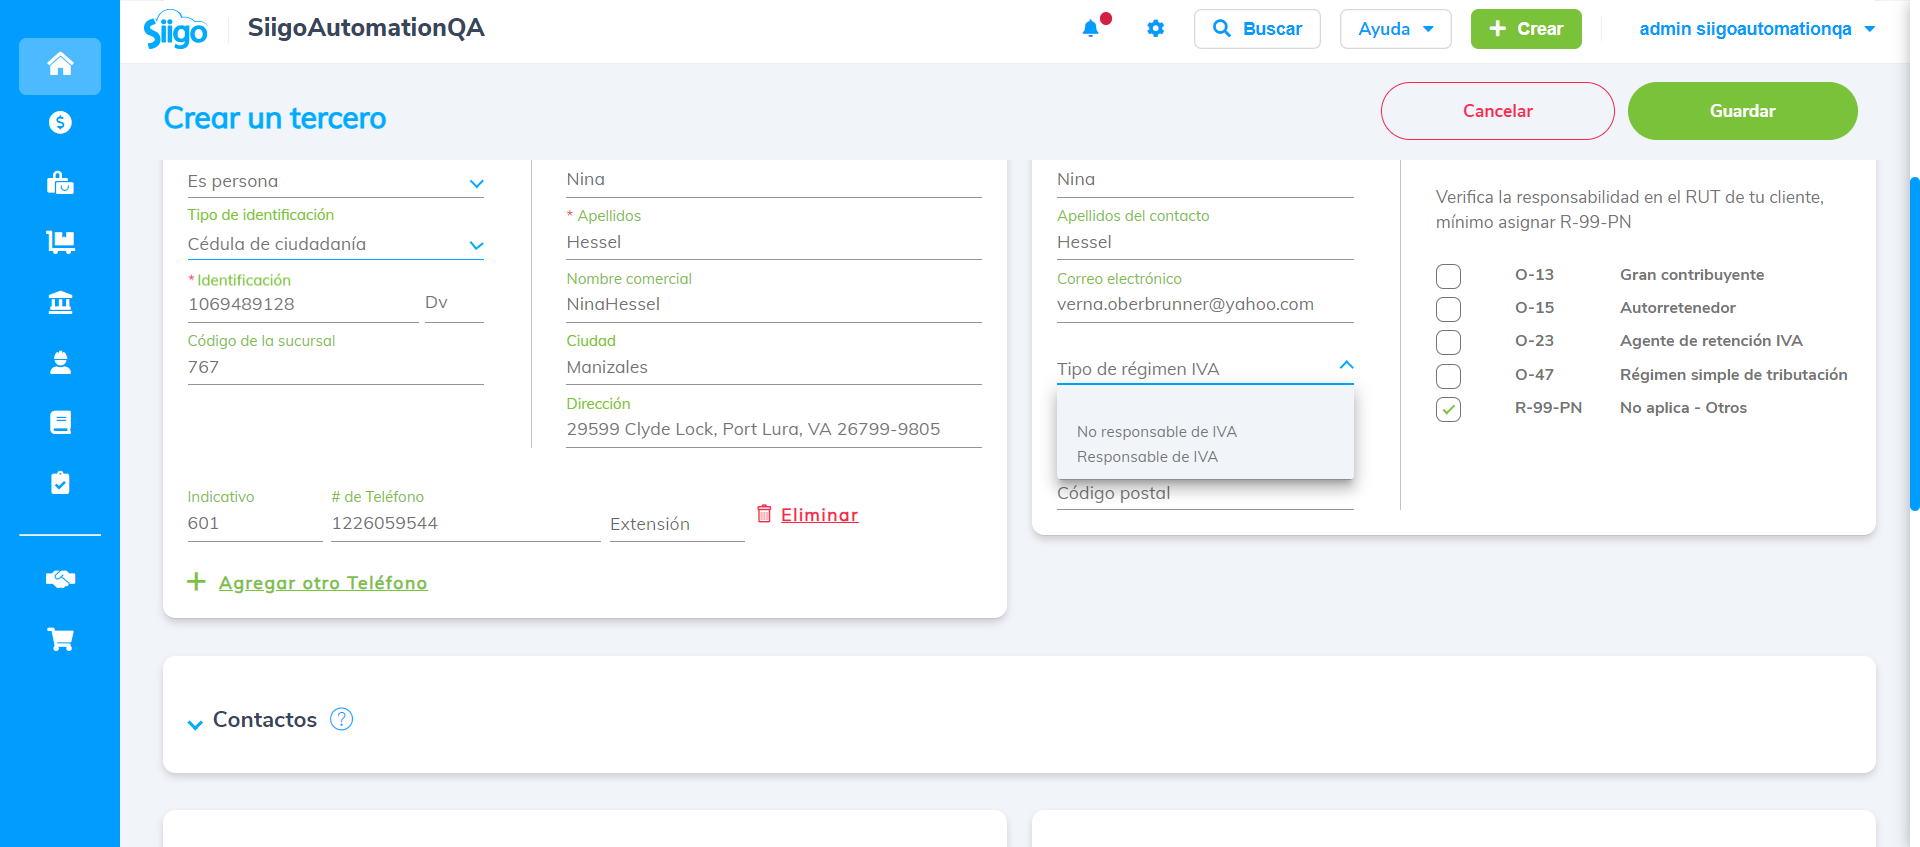 Siigo
SiigoAutomationQA
Buscar
Ayuda
Crear
admin siigoautomationqa
Crear un tercero
Cancelar
Guardar
Es persona
Tipo de identificación
Cédula de ciudadanía
* Identificación
1069489128
Dv
Código de la sucursal
767
Nina
* Apellidos
Hessel
Nombre comercial
NinaHessel
Ciudad
Manizales
Dirección
29599 Clyde Lock, Port Lura, VA 26799-9805
Indicativo
601
# de Teléfono
1226059544
Extensión
Eliminar
Agregar otro Teléfono
Nina
Apellidos del contacto
Hessel
Correo electrónico
verna.oberbrunner@yahoo.com
Tipo de régimen IVA
No responsable de IVA
Responsable de IVA
Código postal
Verifica la responsabilidad en el RUT de tu cliente,
mínimo asignar R-99-PN
O-13 Gran contribuyente
O-15 Autorretenedor
O-23 Agente de retención IVA
O-47 Régimen simple de tributación
R-99-PN No aplica - Otros
Contactos ?